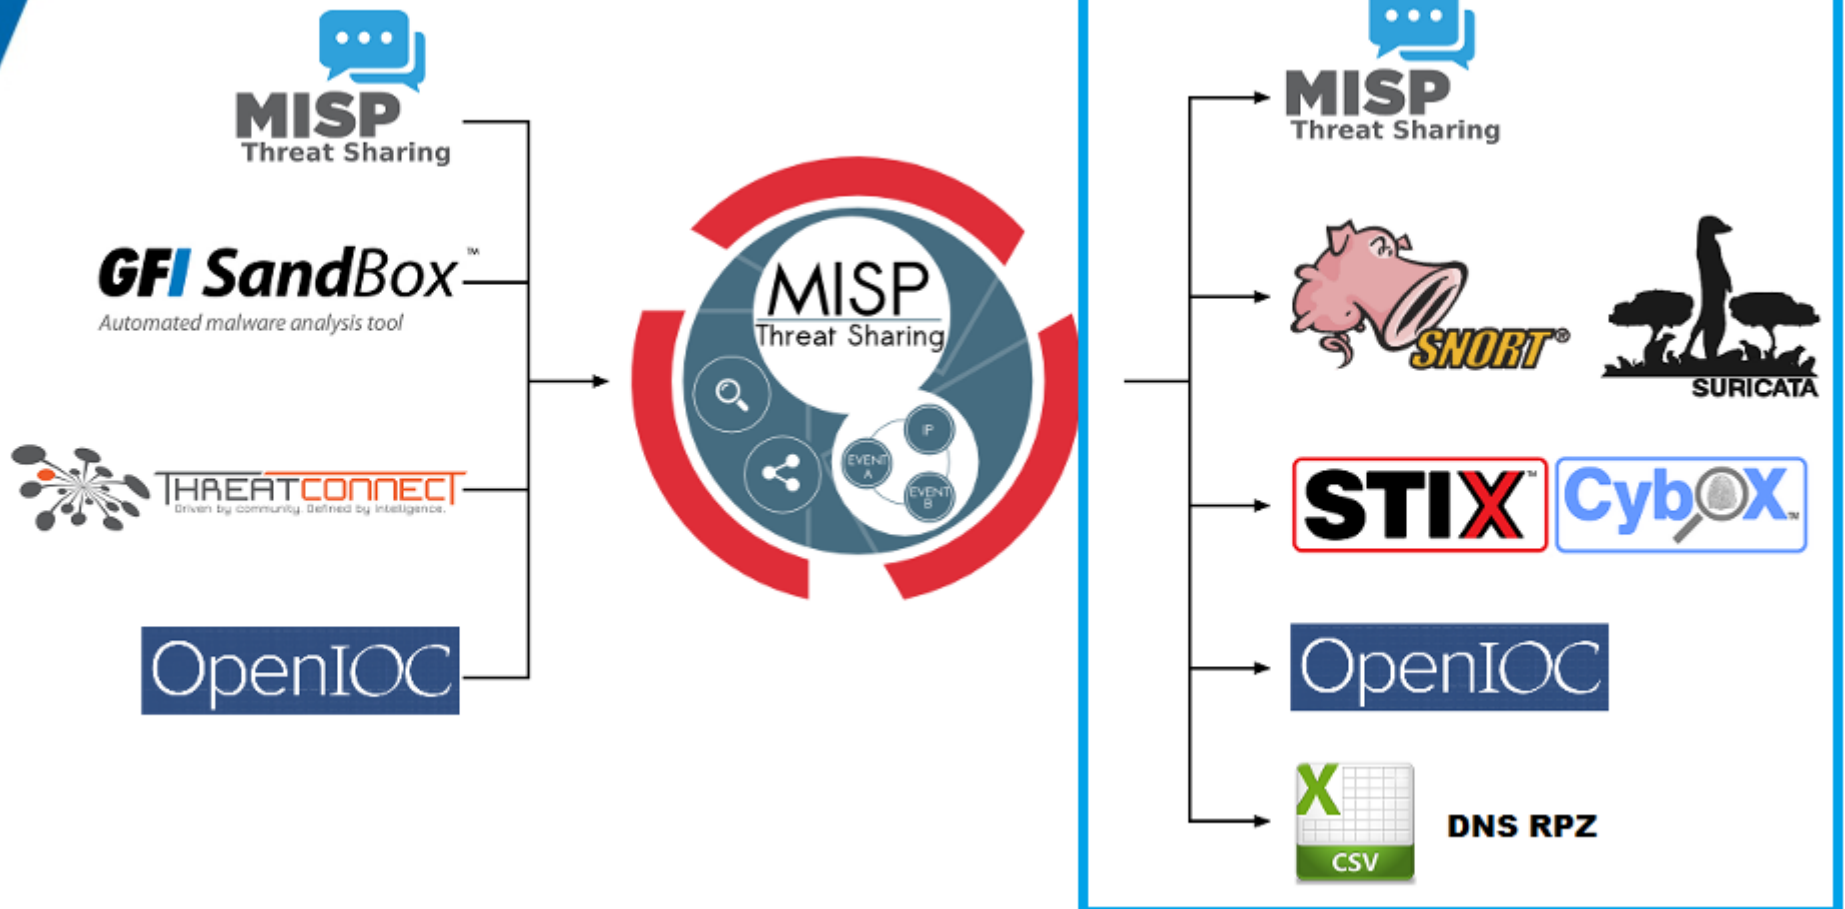 MISP
Threat Sharing
GFI SandBox™
Automated malware analysis tool
THREATCONNECT
Driven by community. Defined by intelligence.
OpenIOC
MISP
Threat Sharing
IP
EVENT
A
EVENT
B
MISP
Threat Sharing
SNORT®
SURICATA
STIX™
CybOX™
OpenIOC
X
CSV
DNS RPZ